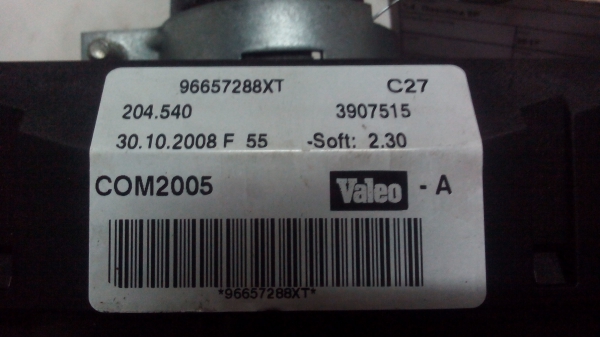 96657288XT C27
204.540 3907515
30.10.2008 F 55 -Soft: 2.30
COM2005 Valeo - A
*96657288XT*